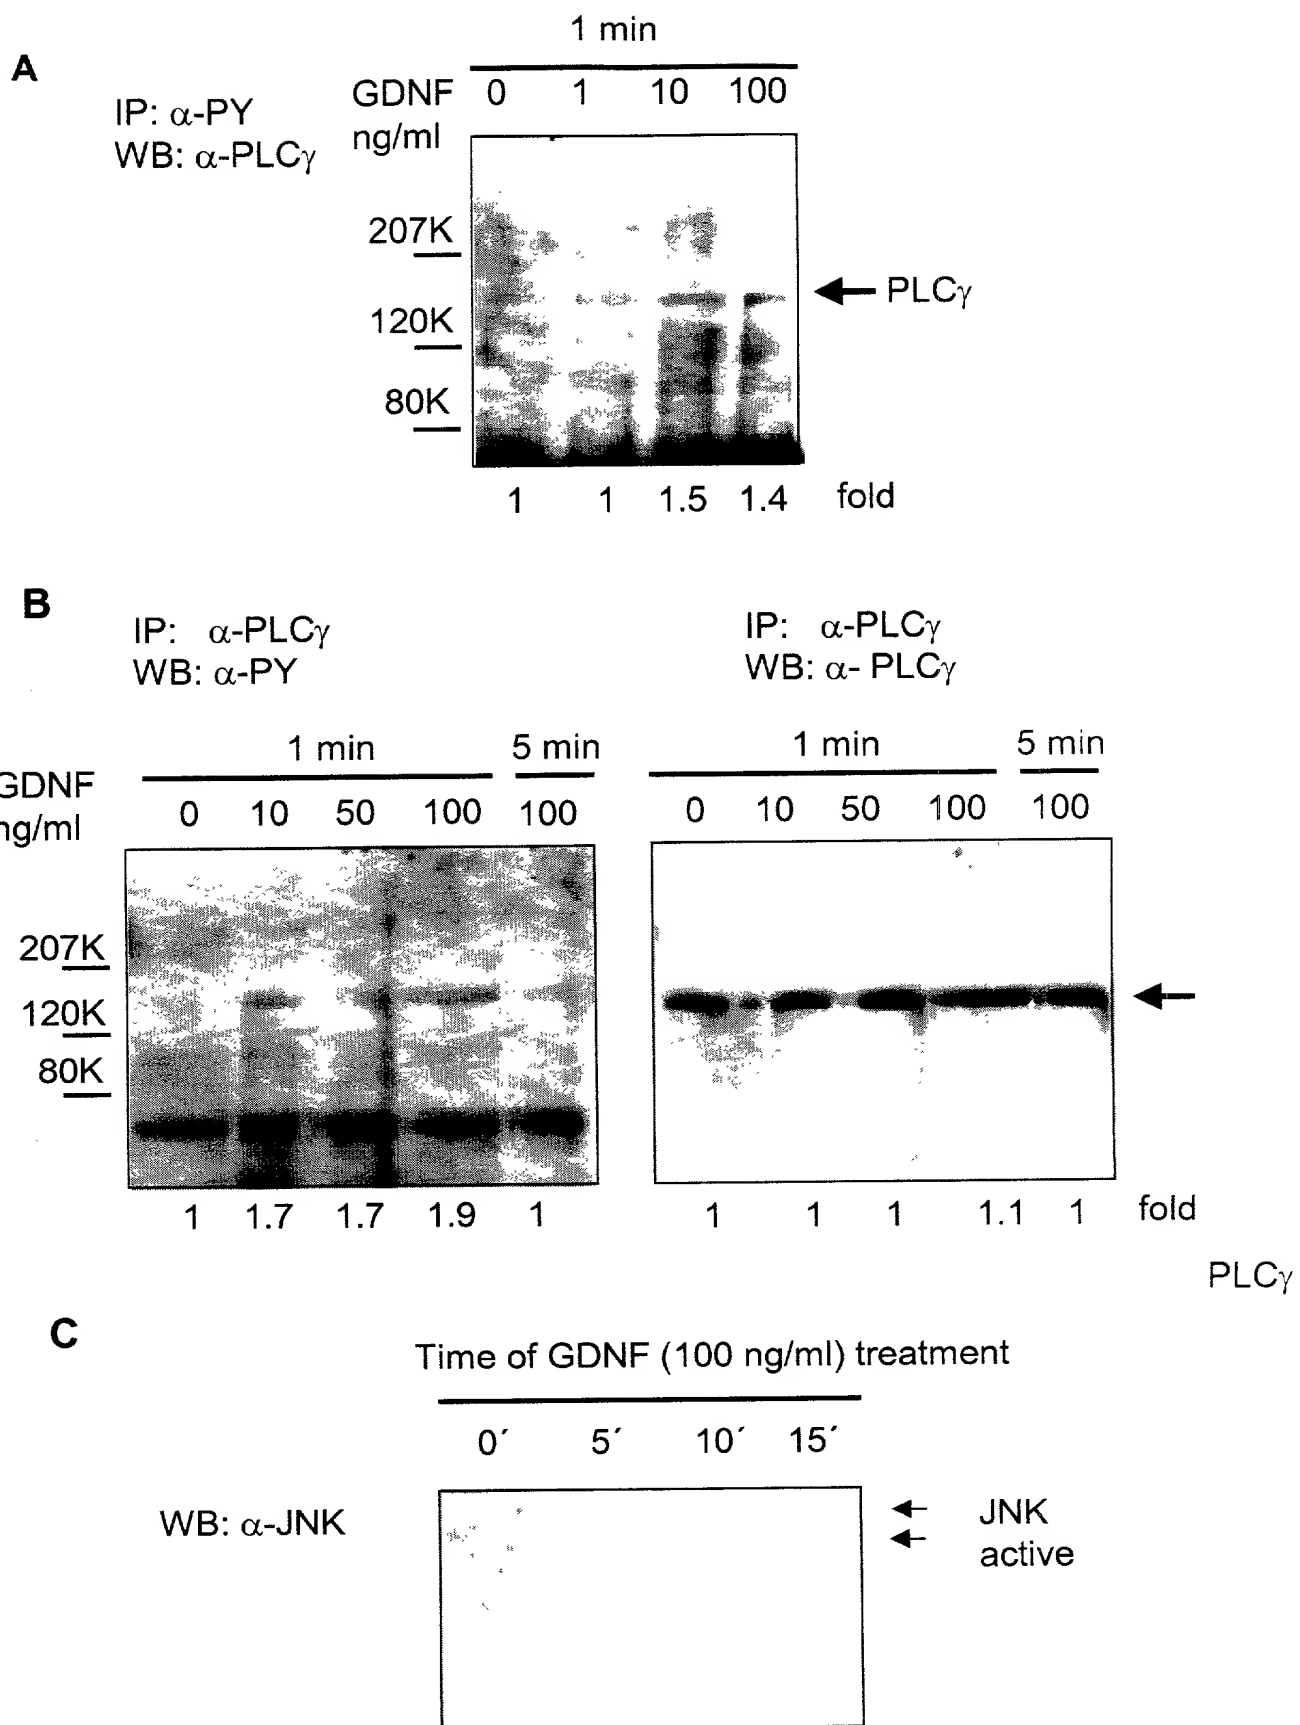 A
1 min
IP: α-PY
WB: α-PLCγ
GDNF 0 1 10 100
ng/ml
207K
120K
80K
PLCγ
1 1 1.5 1.4 fold
B
IP: α-PLCγ
WB: α-PY
IP: α-PLCγ
WB: α- PLCγ
1 min 5 min
GDNF
ng/ml
0 10 50 100 100
1 min 5 min
0 10 50 100 100
207K
120K
80K
1 1.7 1.7 1.9 1
1 1 1 1.1 1 fold
PLCγ
C
Time of GDNF (100 ng/ml) treatment
0´ 5´ 10´ 15´
WB: α-JNK
JNK
active